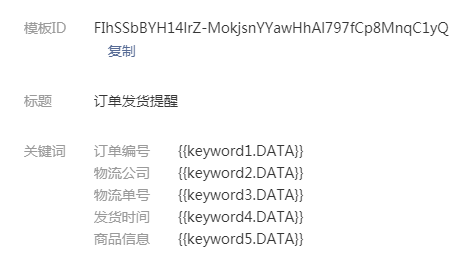 模板ID FIhSSbBYH14IrZ-MokjsnYYawHhAl797fCp8MnqC1yQ
复制
标题 订单发货提醒
关键词 订单编号 {{keyword1.DATA}}
物流公司 {{keyword2.DATA}}
物流单号 {{keyword3.DATA}}
发货时间 {{keyword4.DATA}}
商品信息 {{keyword5.DATA}}